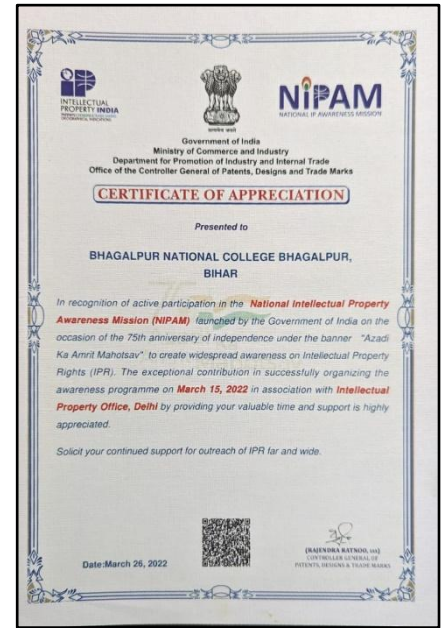 INTELLECTUAL
PROPERTY INDIA
NIPAM
NATIONAL IP AWARENESS MISSION
सत्यमेव जयते
Government of India
Ministry of Commerce and Industry
Department for Promotion of Industry and Internal Trade
Office of the Controller General of Patents, Designs and Trade Marks
CERTIFICATE OF APPRECIATION
Presented to
BHAGALPUR NATIONAL COLLEGE BHAGALPUR,
BIHAR
In recognition of active participation in the National Intellectual Property
Awareness Mission (NIPAM) launched by the Government of India on the
occasion of the 75th anniversary of independence under the banner "Azadi
Ka Amrit Mahotsav" to create widespread awareness on Intellectual Property
Rights (IPR). The exceptional contribution in successfully organizing the
awareness programme on March 15, 2022 in association with Intellectual
Property Office, Delhi by providing your valuable time and support is highly
appreciated.
Solicit your continued support for outreach of IPR far and wide.
Date:March 26, 2022
(RAJENDRA RATNOO, IAS)
CONTROLLER GENERAL OF
PATENTS, DESIGNS & TRADE MARKS